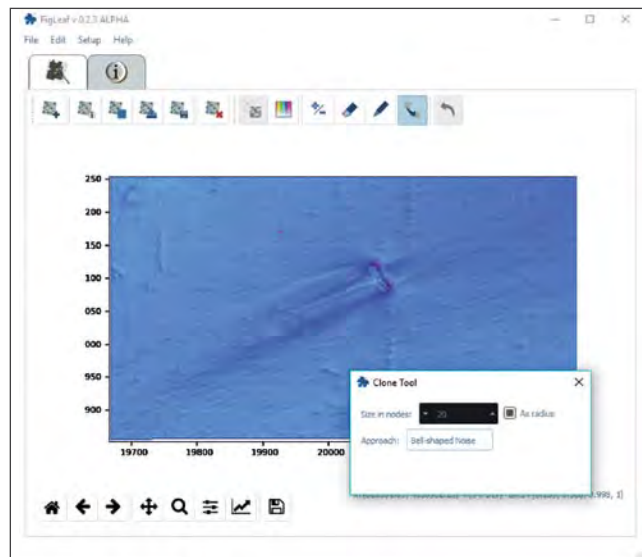 FigLeaf v.0.2.3 ALPHA
File Edit Setup Help
250
200
150
100
050
000
950
900
19700 19800 19900 20000
Clone Tool
Size in nodes: 20 As radius
Approach: Bell-shaped Noise